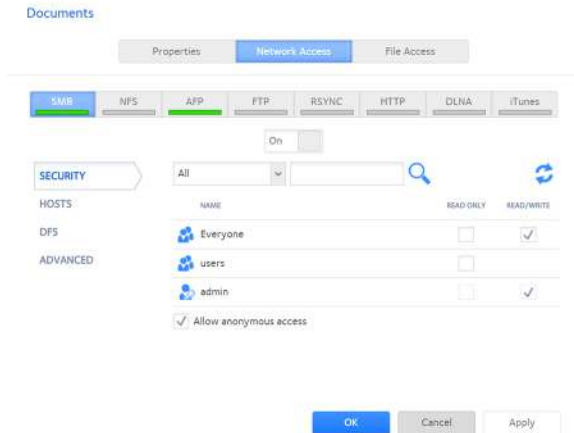 Documents
Properties Network Access File Access
SMB NFS AFP FTP RSYNC HTTP DLNA iTunes
On
SECURITY All
HOSTS NAME READ ONLY READ/WRITE
DFS Everyone
ADVANCED users
admin
Allow anonymous access
OK Cancel Apply